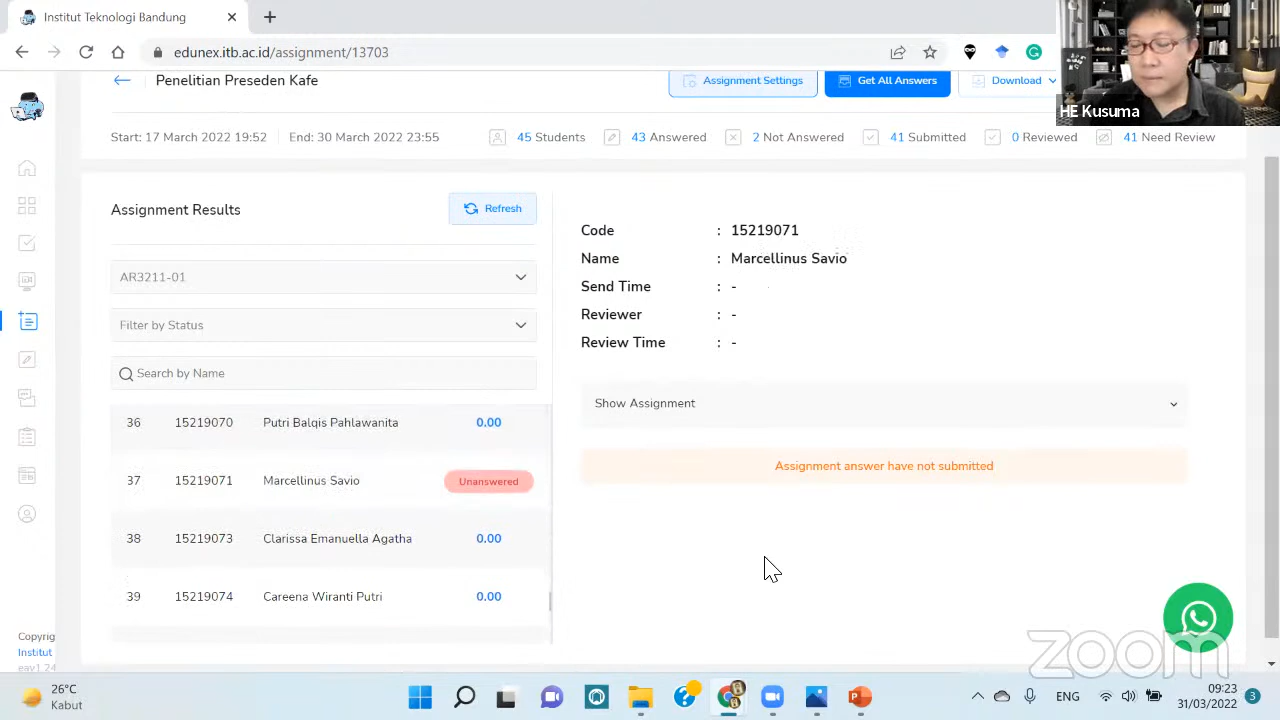 Institut Teknologi Bandung
edunex.itb.ac.id/assignment/13703
Penelitian Preseden Kafe
Assignment Settings
Get All Answers
Download
HE Kusuma
Start: 17 March 2022 19:52
End: 30 March 2022 23:55
45 Students
43 Answered
2 Not Answered
41 Submitted
0 Reviewed
41 Need Review
Assignment Results
Refresh
AR3211-01
Filter by Status
Search by Name
36 15219070 Putri Balqis Pahlawanita 0.00
37 15219071 Marcellinus Savio Unanswered
38 15219073 Clarissa Emanuella Agatha 0.00
39 15219074 Careena Wiranti Putri 0.00
Code : 15219071
Name : Marcellinus Savio
Send Time : -
Reviewer : -
Review Time : -
Show Assignment
Assignment answer have not submitted
Copyrig
Institut
eay1.24
zoom
26°C
Kabut
ENG
09:23
31/03/2022
3